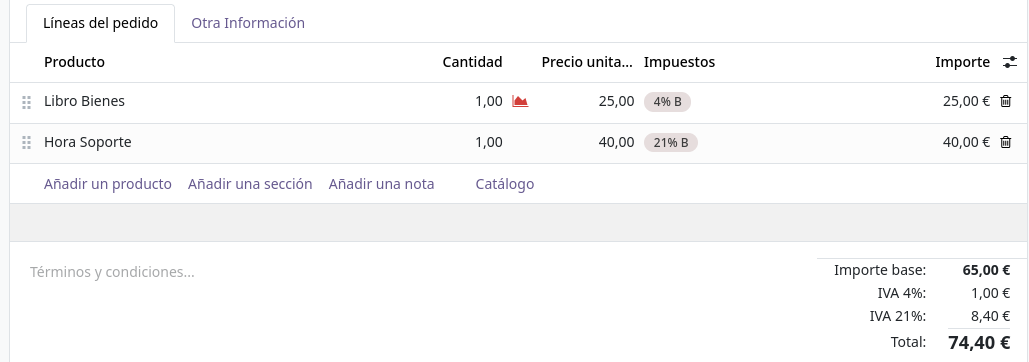 Líneas del pedido Otra Información
Producto Cantidad Precio unita... Impuestos Importe
Libro Bienes 1,00 25,00 4% B 25,00 €
Hora Soporte 1,00 40,00 21% B 40,00 €
Añadir un producto Añadir una sección Añadir una nota Catálogo
Términos y condiciones...
Importe base: 65,00 €
IVA 4%: 1,00 €
IVA 21%: 8,40 €
Total: 74,40 €